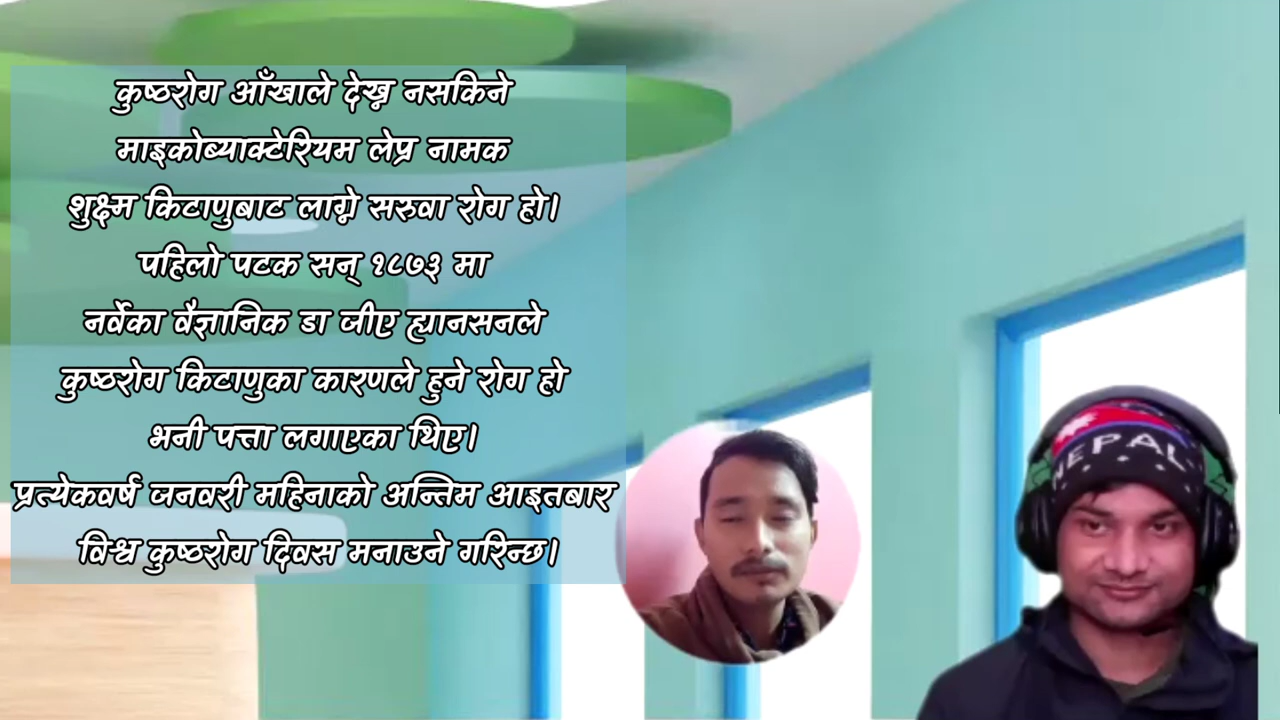 कुष्ठरोग आँखाले देख्न नसकिने
माइकोब्याक्टेरियम लेप्र नामक
शुक्ष्म किटाणुबाट लाग्ने सरुवा रोग हो।
पहिलो पटक सन् १८७३ मा
नर्वेका वैज्ञानिक डा जीए ह्यानसनले
कुष्ठरोग किटाणुका कारणले हुने रोग हो
भनी पत्ता लगाएका थिए।
प्रत्येकवर्ष जनवरी महिनाको अन्तिम आइतबार
विश्व कुष्ठरोग दिवस मनाउने गरिन्छ।
NEPAL